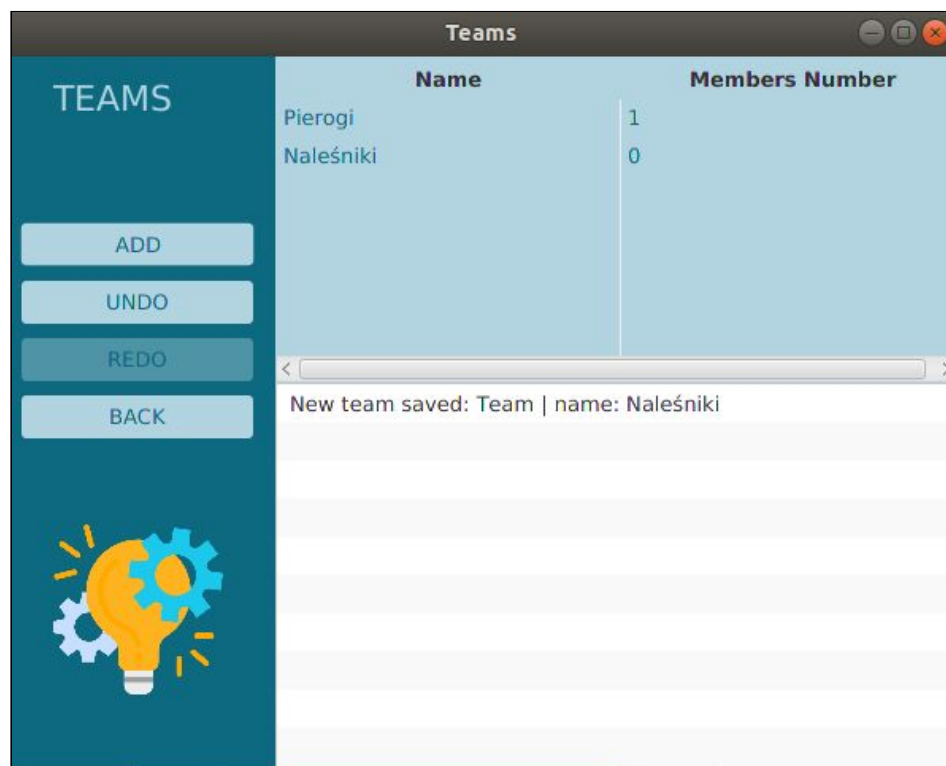 Teams
TEAMS
Name Members Number
Pierogi 1
Naleśniki 0
ADD
UNDO
REDO
BACK
New team saved: Team | name: Naleśniki